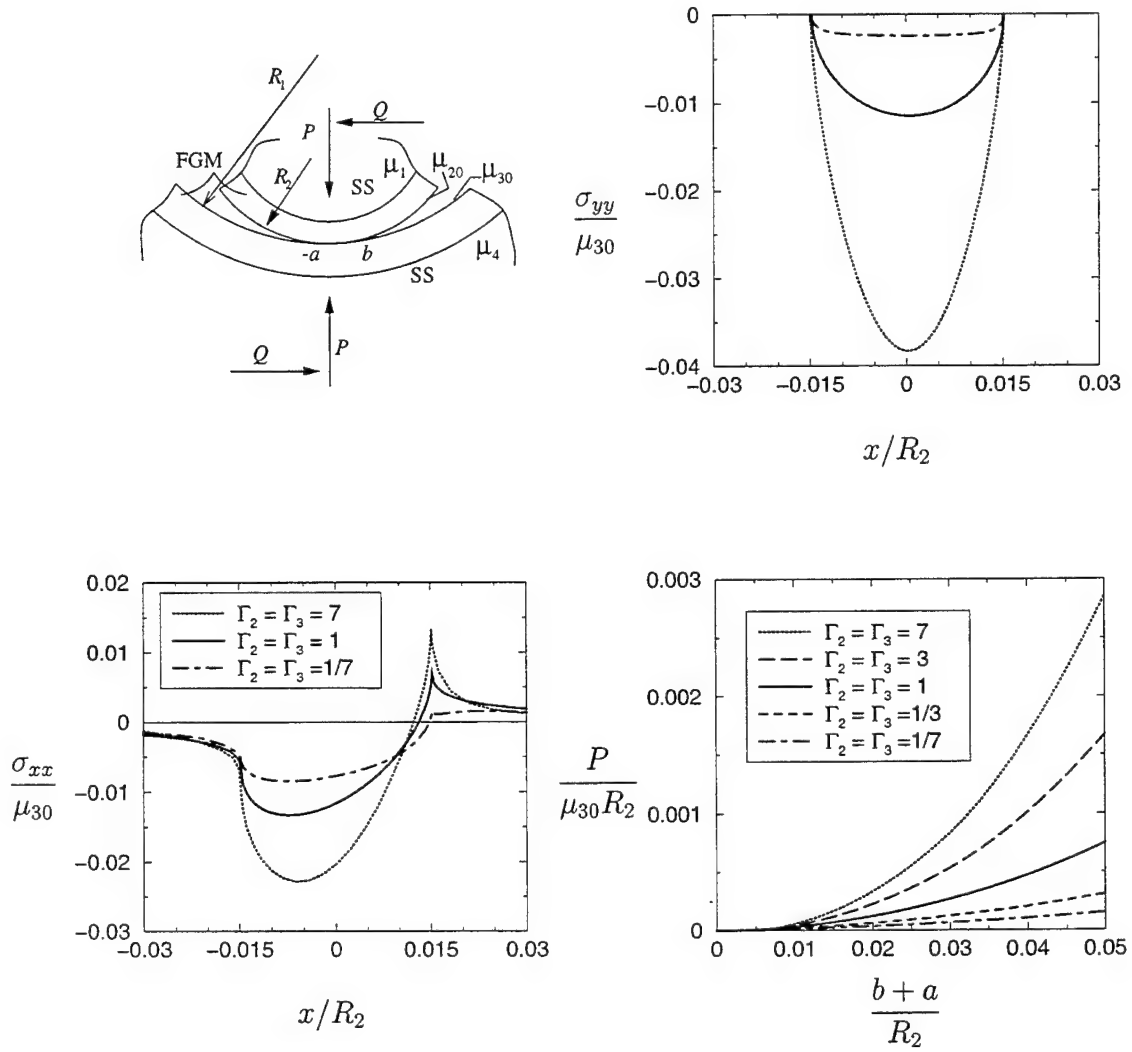 R₁
P
Q
FGM
R₂
μ₁
SS
μ₂₀
μ₃₀
-a
b
μ₄
SS
P
Q
0
−0.01
−0.02
−0.03
−0.04
σyy
μ₃₀
−0.03
−0.015
0
0.015
0.03
x/R₂
0.02
0.01
0
−0.01
−0.02
−0.03
Γ₂ = Γ₃ = 7
Γ₂ = Γ₃ = 1
Γ₂ = Γ₃ =1/7
σxx
μ₃₀
−0.03
−0.015
0
0.015
0.03
x/R₂
0.003
0.002
0.001
0
Γ₂ = Γ₃ = 7
Γ₂ = Γ₃ = 3
Γ₂ = Γ₃ = 1
Γ₂ = Γ₃ =1/3
Γ₂ = Γ₃ =1/7
P
μ₃₀R₂
0
0.01
0.02
0.03
0.04
0.05
b + a
R₂